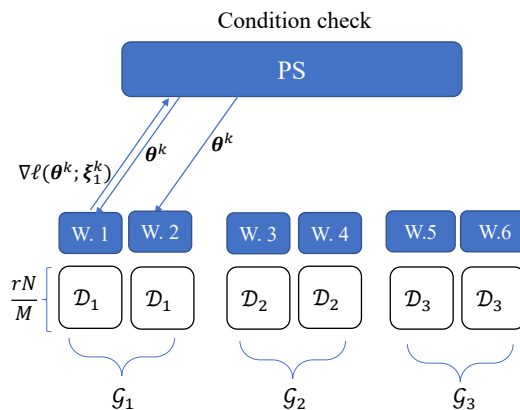 Condition check
PS
∇ℓ(θ^k; ξ_1^k)
θ^k
θ^k
W. 1 W. 2 W. 3 W. 4 W.5 W.6
rN/M
𝒟_1 𝒟_1 𝒟_2 𝒟_2 𝒟_3 𝒟_3
𝒢_1 𝒢_2 𝒢_3